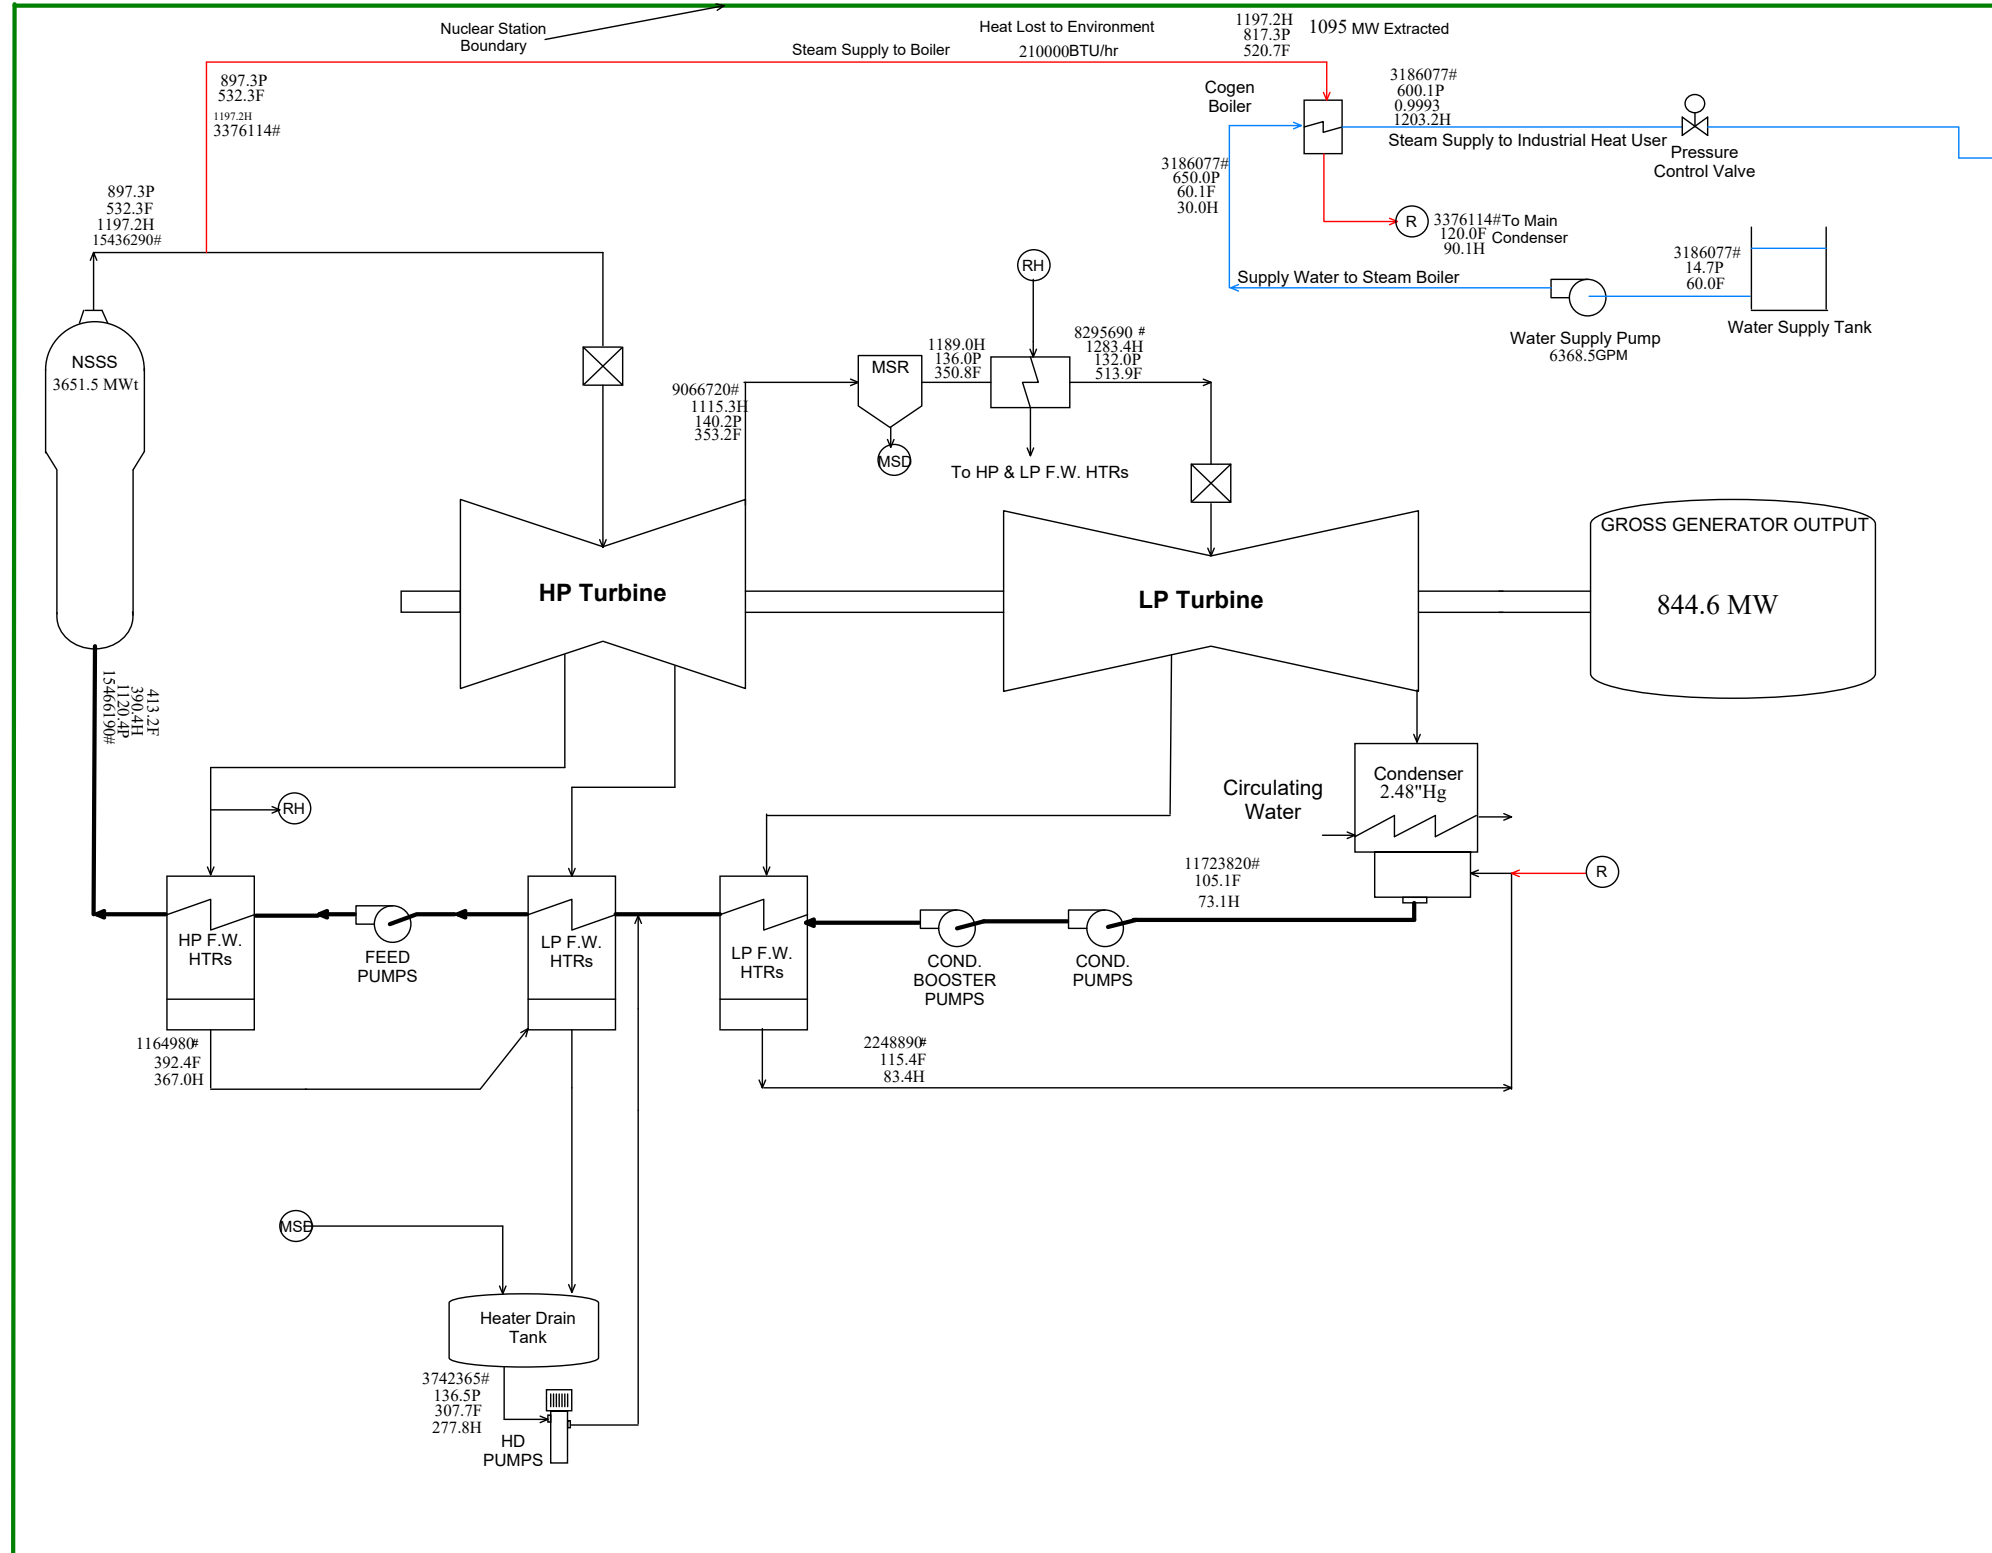 Nuclear Station
Boundary
Heat Lost to Environment
Steam Supply to Boiler
210000BTU/hr
1197.2H
817.3P
520.7F
1095 MW Extracted
897.3P
532.3F
1197.2H
3376114#
Cogen
Boiler
3186077#
600.1P
0.9993
1203.2H
Steam Supply to Industrial Heat User
Pressure
Control Valve
3186077#
650.0P
60.1F
30.0H
R
3376114#To Main
120.0F Condenser
90.1H
3186077#
14.7P
60.0F
Supply Water to Steam Boiler
Water Supply Pump
6368.5GPM
Water Supply Tank
897.3P
532.3F
1197.2H
15436290#
NSSS
3651.5 MWt
RH
9066720#
1115.3H
140.2P
353.2F
MSR
MSD
1189.0H
136.0P
350.8F
8295690 #
1283.4H
132.0P
513.9F
To HP & LP F.W. HTRs
HP Turbine
LP Turbine
GROSS GENERATOR OUTPUT
844.6 MW
413.2F
390.4H
1120.4P
15466190#
RH
Circulating
Water
Condenser
2.48"Hg
11723820#
105.1F
73.1H
R
HP F.W.
HTRs
FEED
PUMPS
LP F.W.
HTRs
LP F.W.
HTRs
COND.
BOOSTER
PUMPS
COND.
PUMPS
1164980#
392.4F
367.0H
2248890#
115.4F
83.4H
MSD
Heater Drain
Tank
3742365#
136.5P
307.7F
277.8H
HD
PUMPS